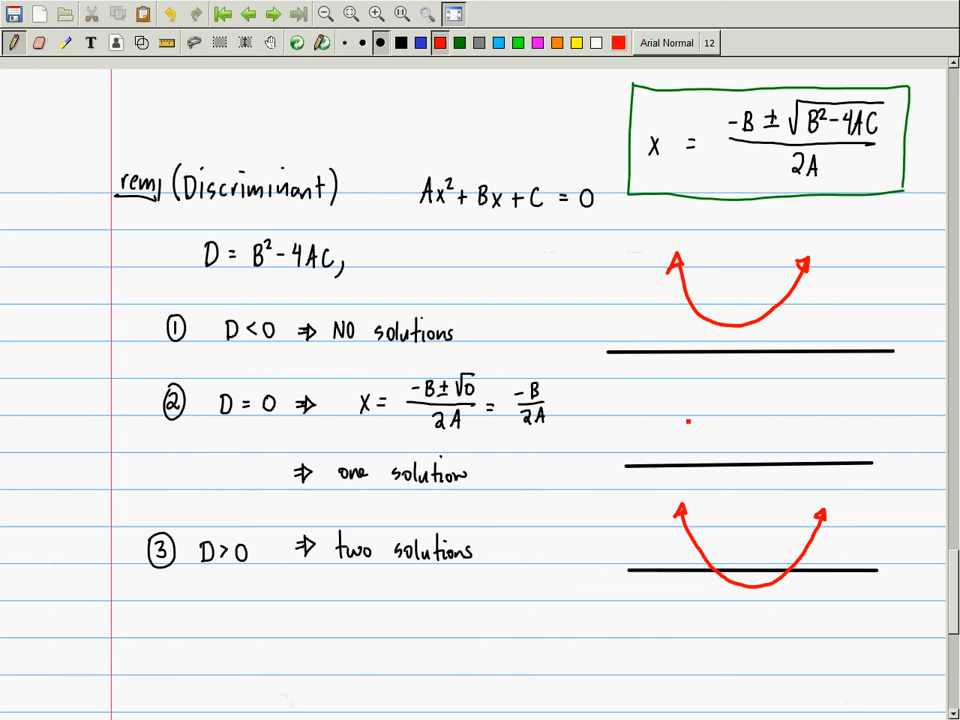 T
Arial Normal 12
x = -B ± √(B² - 4AC) / 2A
rem| (Discriminant) Ax² + Bx + C = 0
D = B² - 4AC,
① D < 0 ⇒ NO solutions
② D = 0 ⇒ x = -B ± √0 / 2A = -B / 2A
⇒ one solution
③ D > 0 ⇒ two solutions